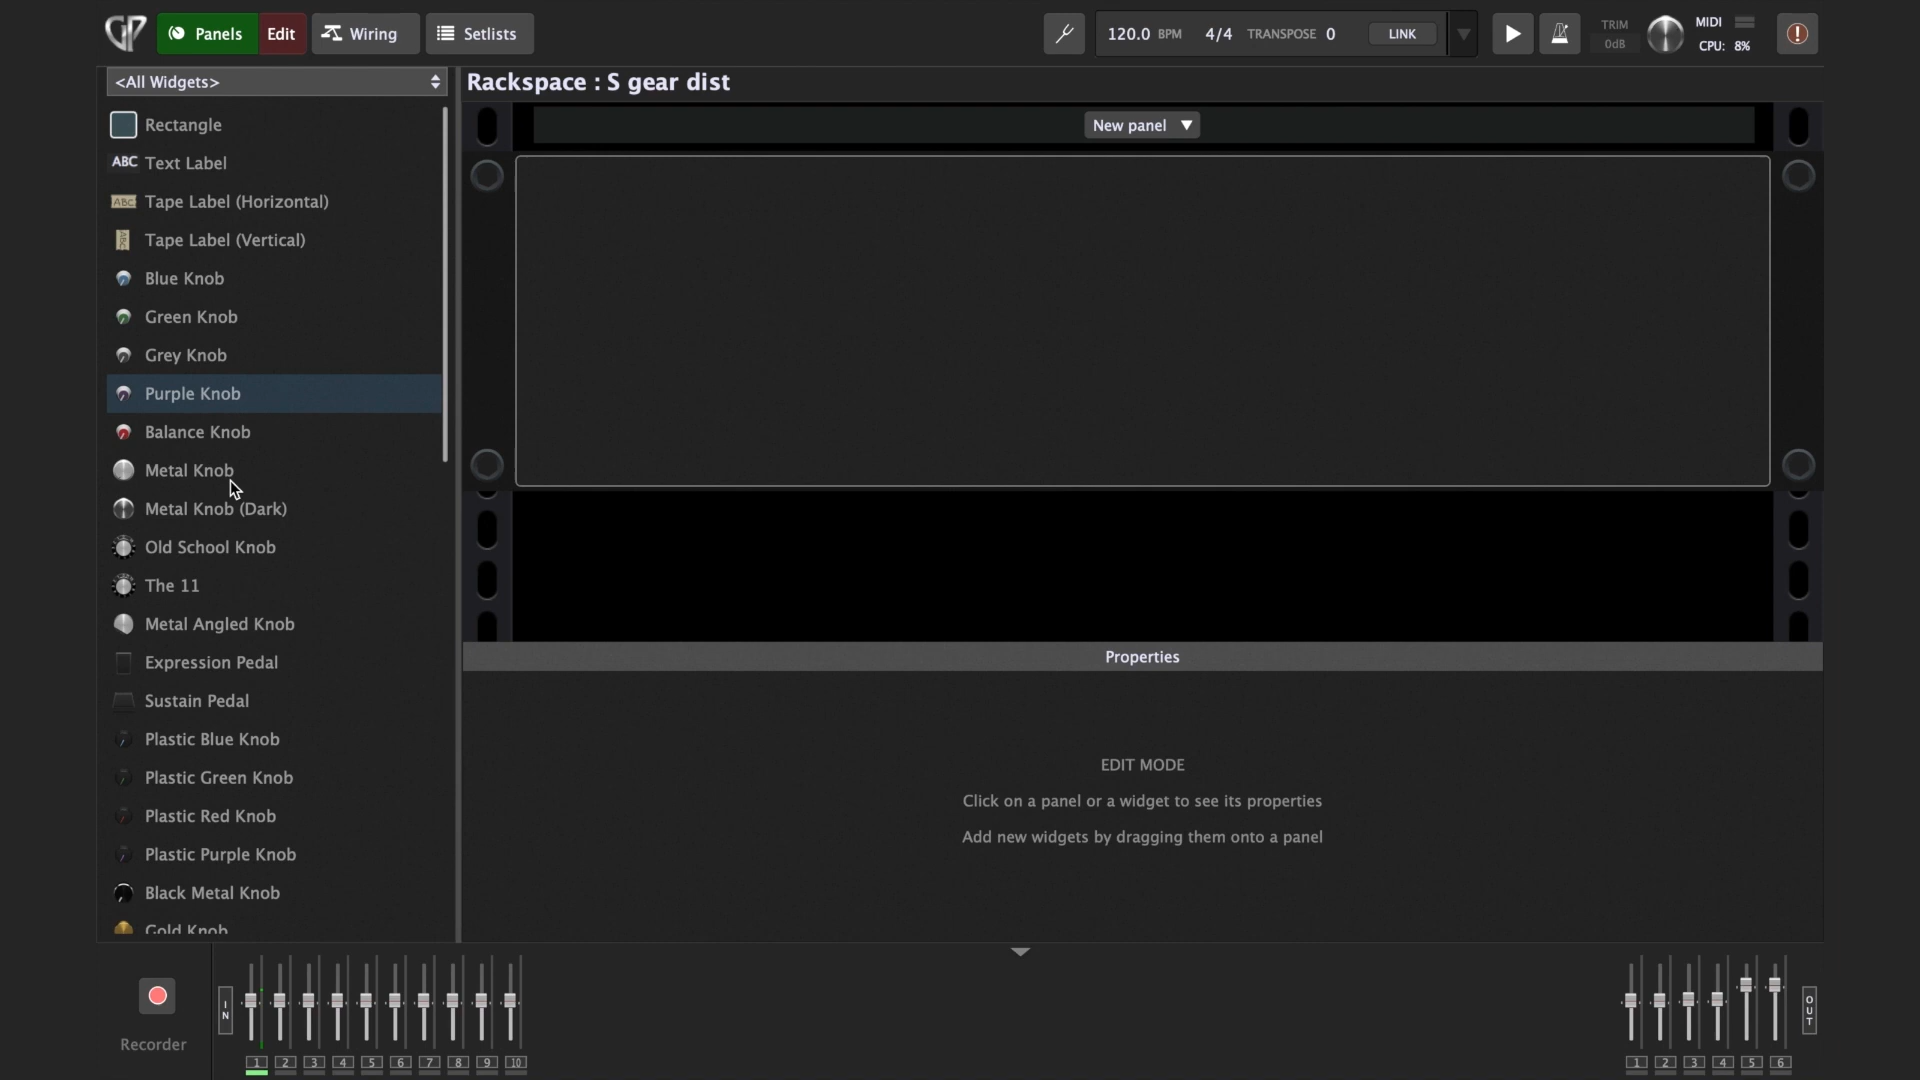 GP Panels Edit Wiring Setlists
120.0 BPM 4/4 TRANSPOSE 0 LINK
TRIM
0dB
MIDI
CPU: 8%
<All Widgets>
Rackspace : S gear dist
New panel
Rectangle
ABC Text Label
ABC Tape Label (Horizontal)
ABC Tape Label (Vertical)
Blue Knob
Green Knob
Grey Knob
Purple Knob
Balance Knob
Metal Knob
Metal Knob (Dark)
Old School Knob
The 11
Metal Angled Knob
Expression Pedal
Sustain Pedal
Plastic Blue Knob
Plastic Green Knob
Plastic Red Knob
Plastic Purple Knob
Black Metal Knob
Gold Knob
Properties
EDIT MODE
Click on a panel or a widget to see its properties
Add new widgets by dragging them onto a panel
Recorder
IN
1 2 3 4 5 6 7 8 9 10
1 2 3 4 5 6
OUT